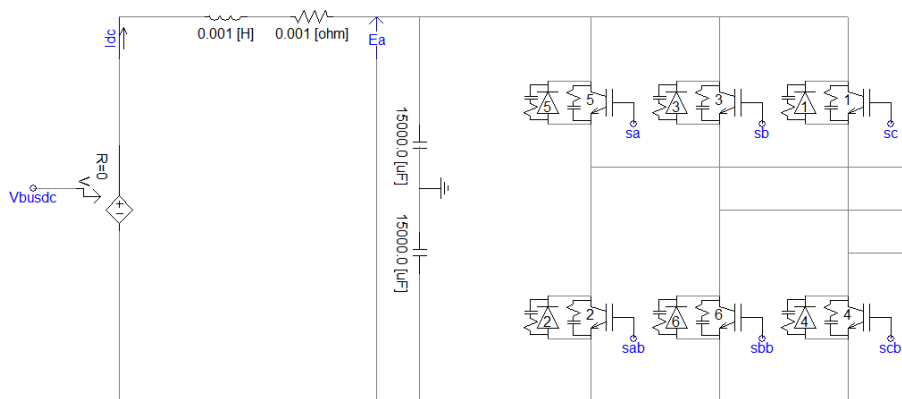 Idc
0.001 [H]
0.001 [ohm]
Ea
15000.0 [uF]
15000.0 [uF]
R=0
V
Vbusdc
+
-
5
5
sa
3
3
sb
1
1
sc
2
2
sab
6
6
sbb
4
4
scb